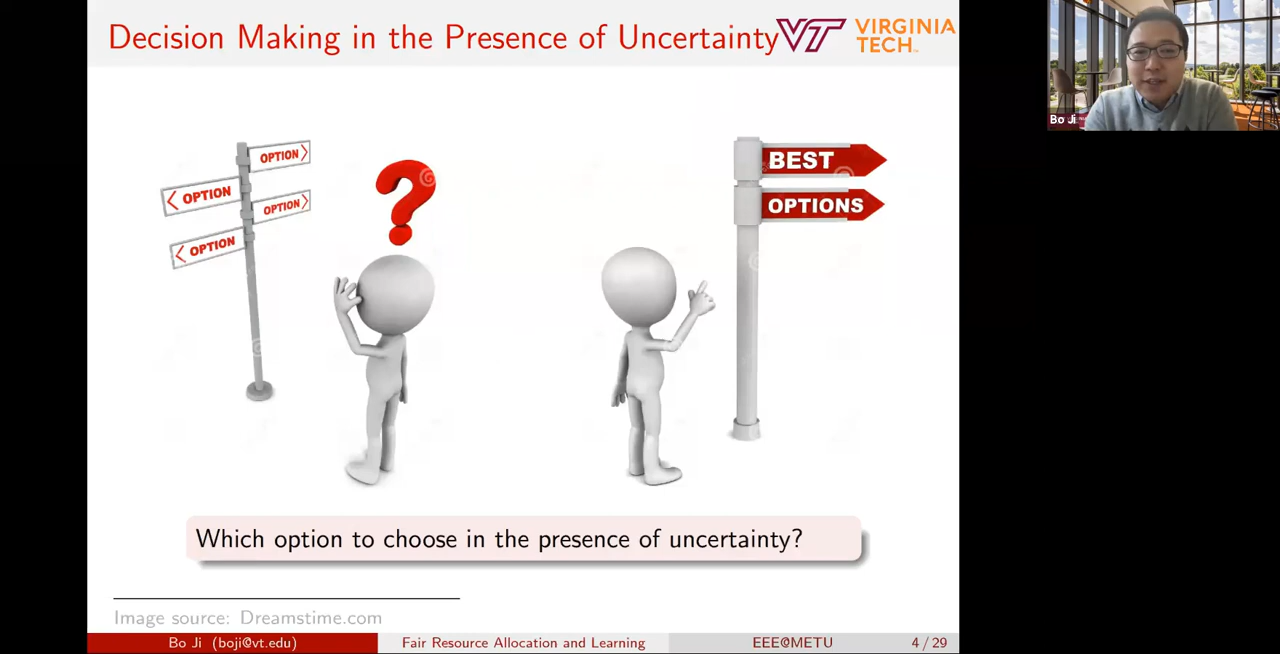 Decision Making in the Presence of Uncertainty
VT VIRGINIA
TECH
Bo Ji
OPTION
OPTION
OPTION
OPTION
?
BEST
OPTIONS
Which option to choose in the presence of uncertainty?
Image source: Dreamstime.com
Bo Ji (boji@vt.edu)
Fair Resource Allocation and Learning
EEE@METU
4 / 29